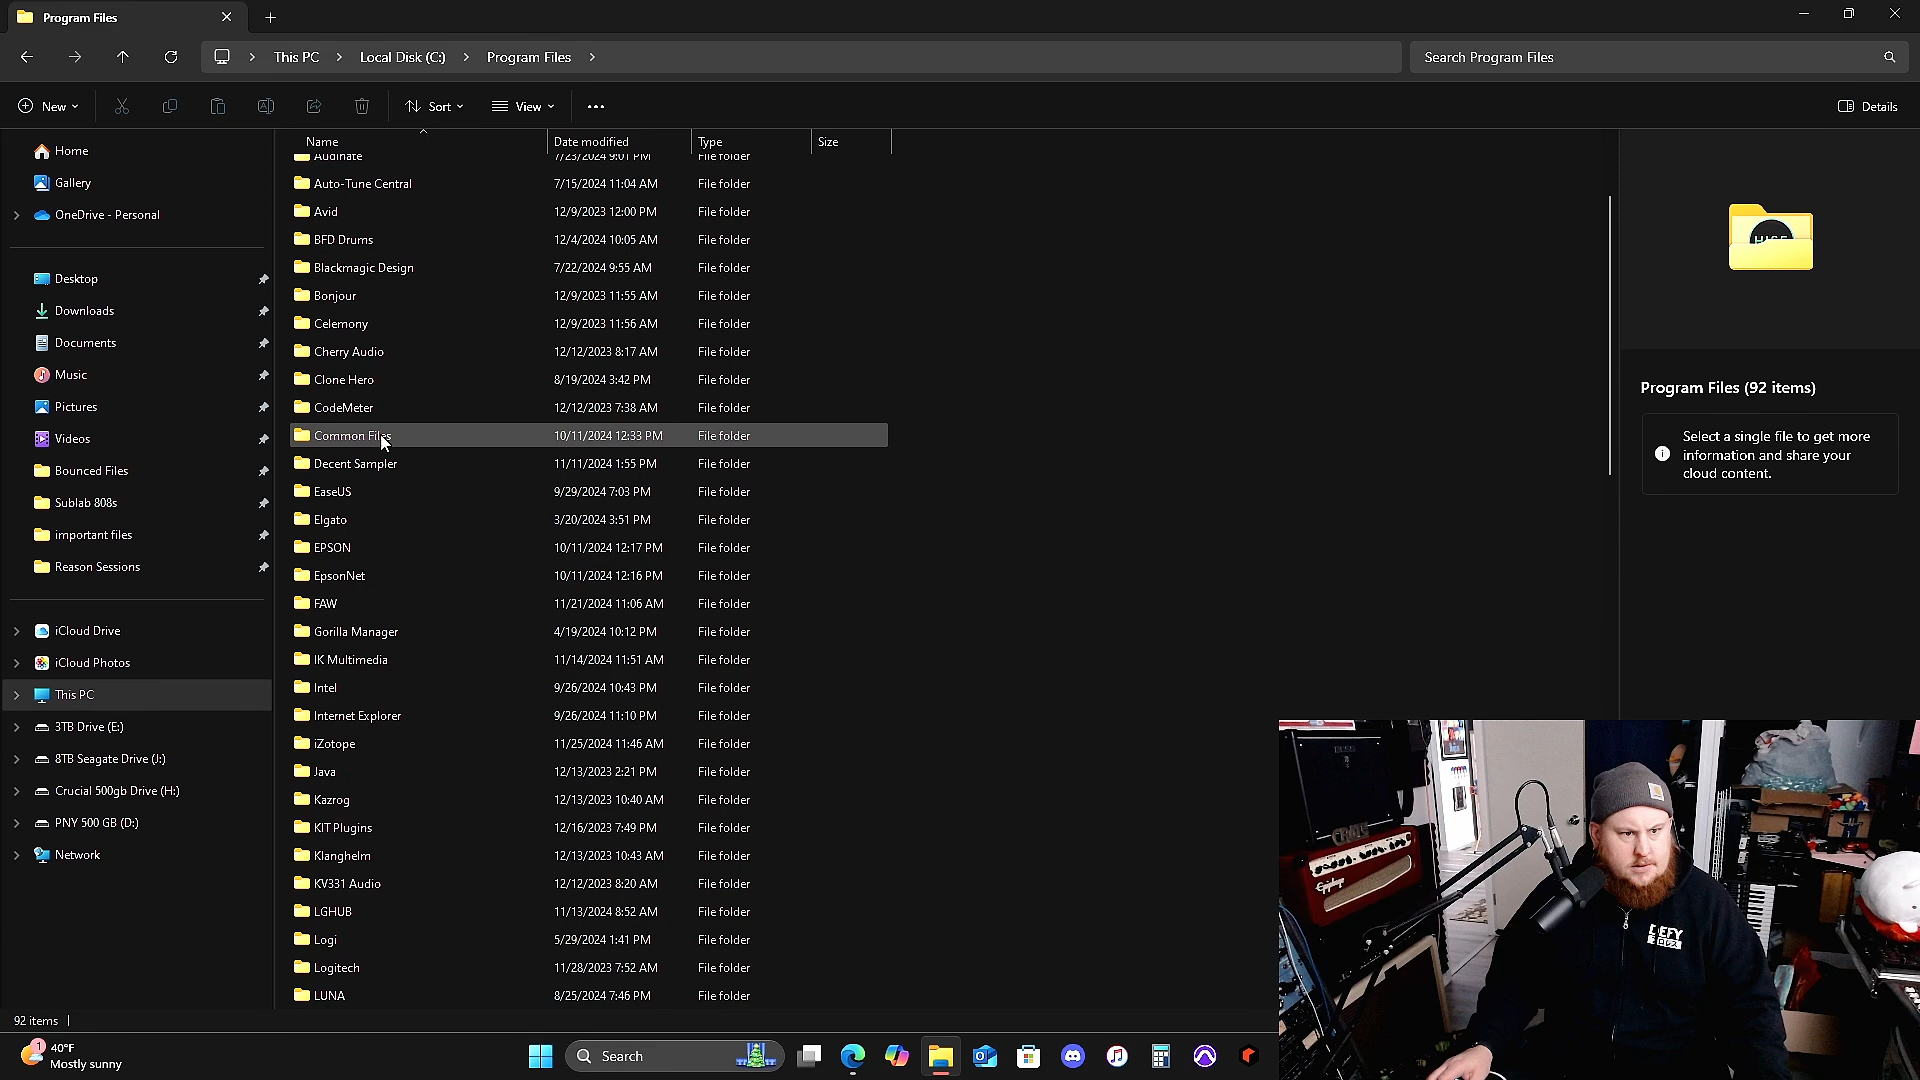 Program Files
This PC
Local Disk (C:)
Program Files
Search Program Files
New
Sort
View
Details
Home
Gallery
OneDrive - Personal
Desktop
Downloads
Documents
Music
Pictures
Videos
Bounced Files
Sublab 808s
important files
Reason Sessions
iCloud Drive
iCloud Photos
This PC
3TB Drive (E:)
8TB Seagate Drive (J:)
Crucial 500gb Drive (H:)
PNY 500 GB (D:)
Network
Name Date modified Type Size
Audinate 7/23/2024 9:01 PM File folder
Auto-Tune Central 7/15/2024 11:04 AM File folder
Avid 12/9/2023 12:00 PM File folder
BFD Drums 12/4/2024 10:05 AM File folder
Blackmagic Design 7/22/2024 9:55 AM File folder
Bonjour 12/9/2023 11:55 AM File folder
Celemony 12/9/2023 11:56 AM File folder
Cherry Audio 12/12/2023 8:17 AM File folder
Clone Hero 8/19/2024 3:42 PM File folder
CodeMeter 12/12/2023 7:38 AM File folder
Common Files 10/11/2024 12:33 PM File folder
Decent Sampler 11/11/2024 1:55 PM File folder
EaseUS 9/29/2024 7:03 PM File folder
Elgato 3/20/2024 3:51 PM File folder
EPSON 10/11/2024 12:17 PM File folder
EpsonNet 10/11/2024 12:16 PM File folder
FAW 11/21/2024 11:06 AM File folder
Gorilla Manager 4/19/2024 10:12 PM File folder
IK Multimedia 11/14/2024 11:51 AM File folder
Intel 9/26/2024 10:43 PM File folder
Internet Explorer 9/26/2024 11:10 PM File folder
iZotope 11/25/2024 11:46 AM File folder
Java 12/13/2023 2:21 PM File folder
Kazrog 12/13/2023 10:40 AM File folder
KIT Plugins 12/16/2023 7:49 PM File folder
Klanghelm 12/13/2023 10:43 AM File folder
KV331 Audio 12/12/2023 8:20 AM File folder
LGHUB 11/13/2024 8:52 AM File folder
Logi 5/29/2024 1:41 PM File folder
Logitech 11/28/2023 7:52 AM File folder
LUNA 8/25/2024 7:46 PM File folder
HISE
Program Files (92 items)
Select a single file to get more
information and share your
cloud content.
CRATE
Epiphone
DEFY
92 items
1
40°F
Mostly sunny
Search